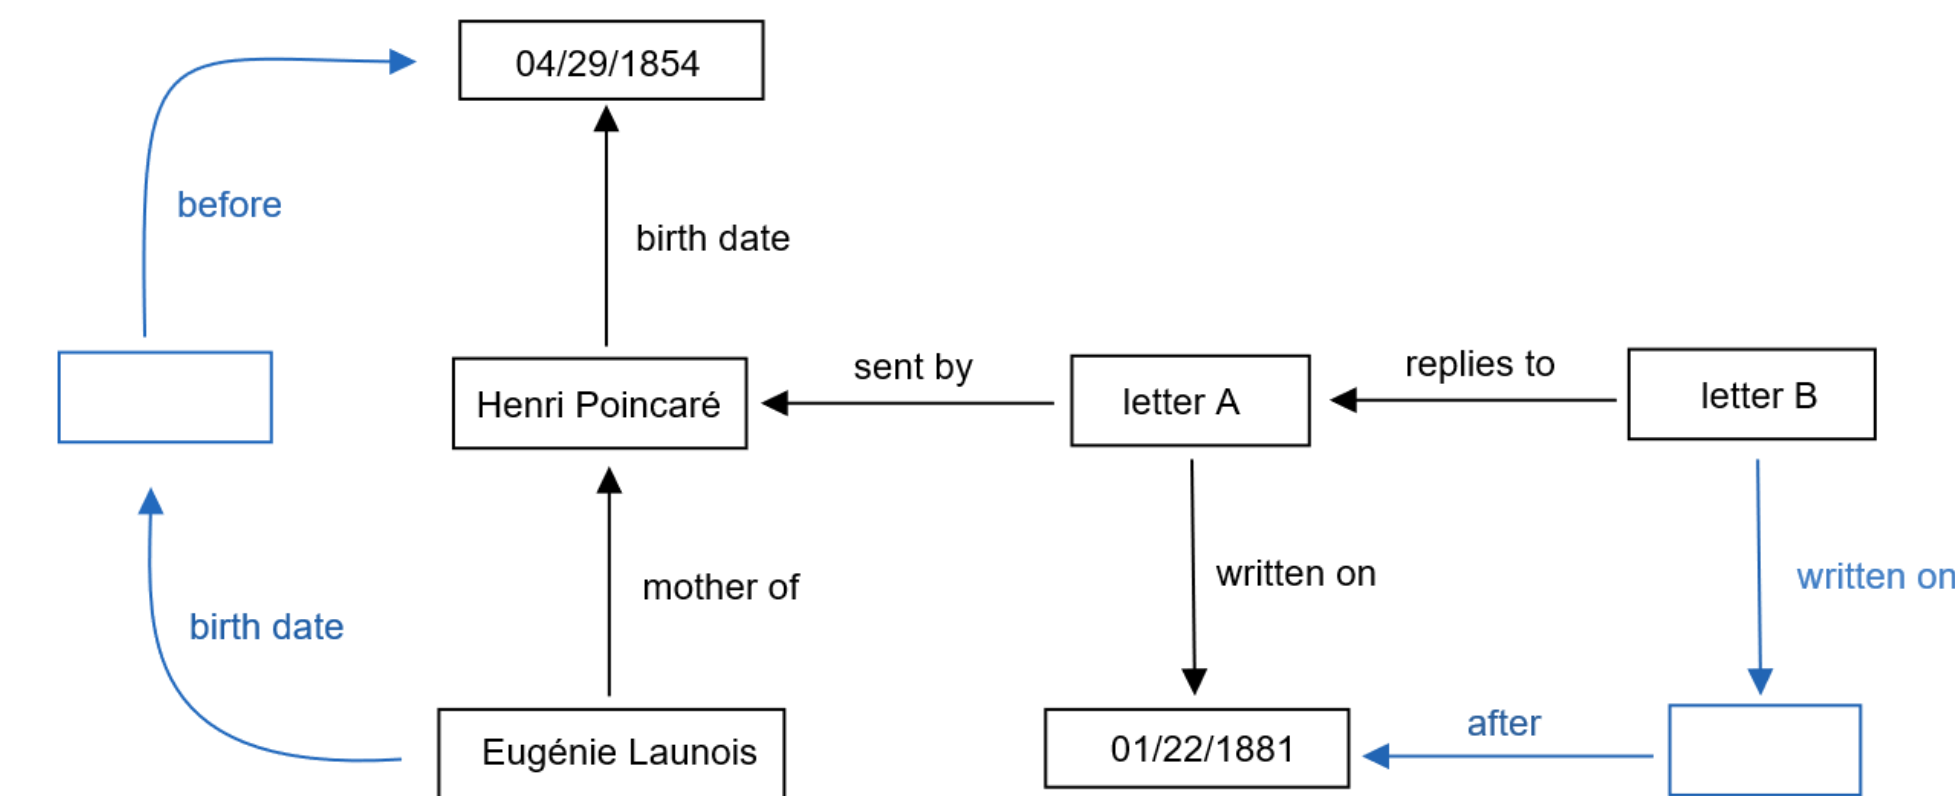 04/29/1854
before
birth date
sent by
replies to
Henri Poincaré
letter A
letter B
mother of
written on
written on
birth date
Eugénie Launois
01/22/1881
after